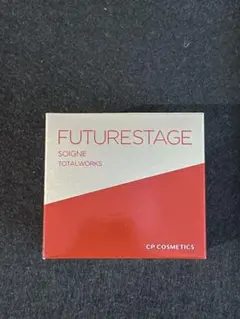 FUTURESTAGE
SOIGNE
TOTALWORKS
CP COSMETICS